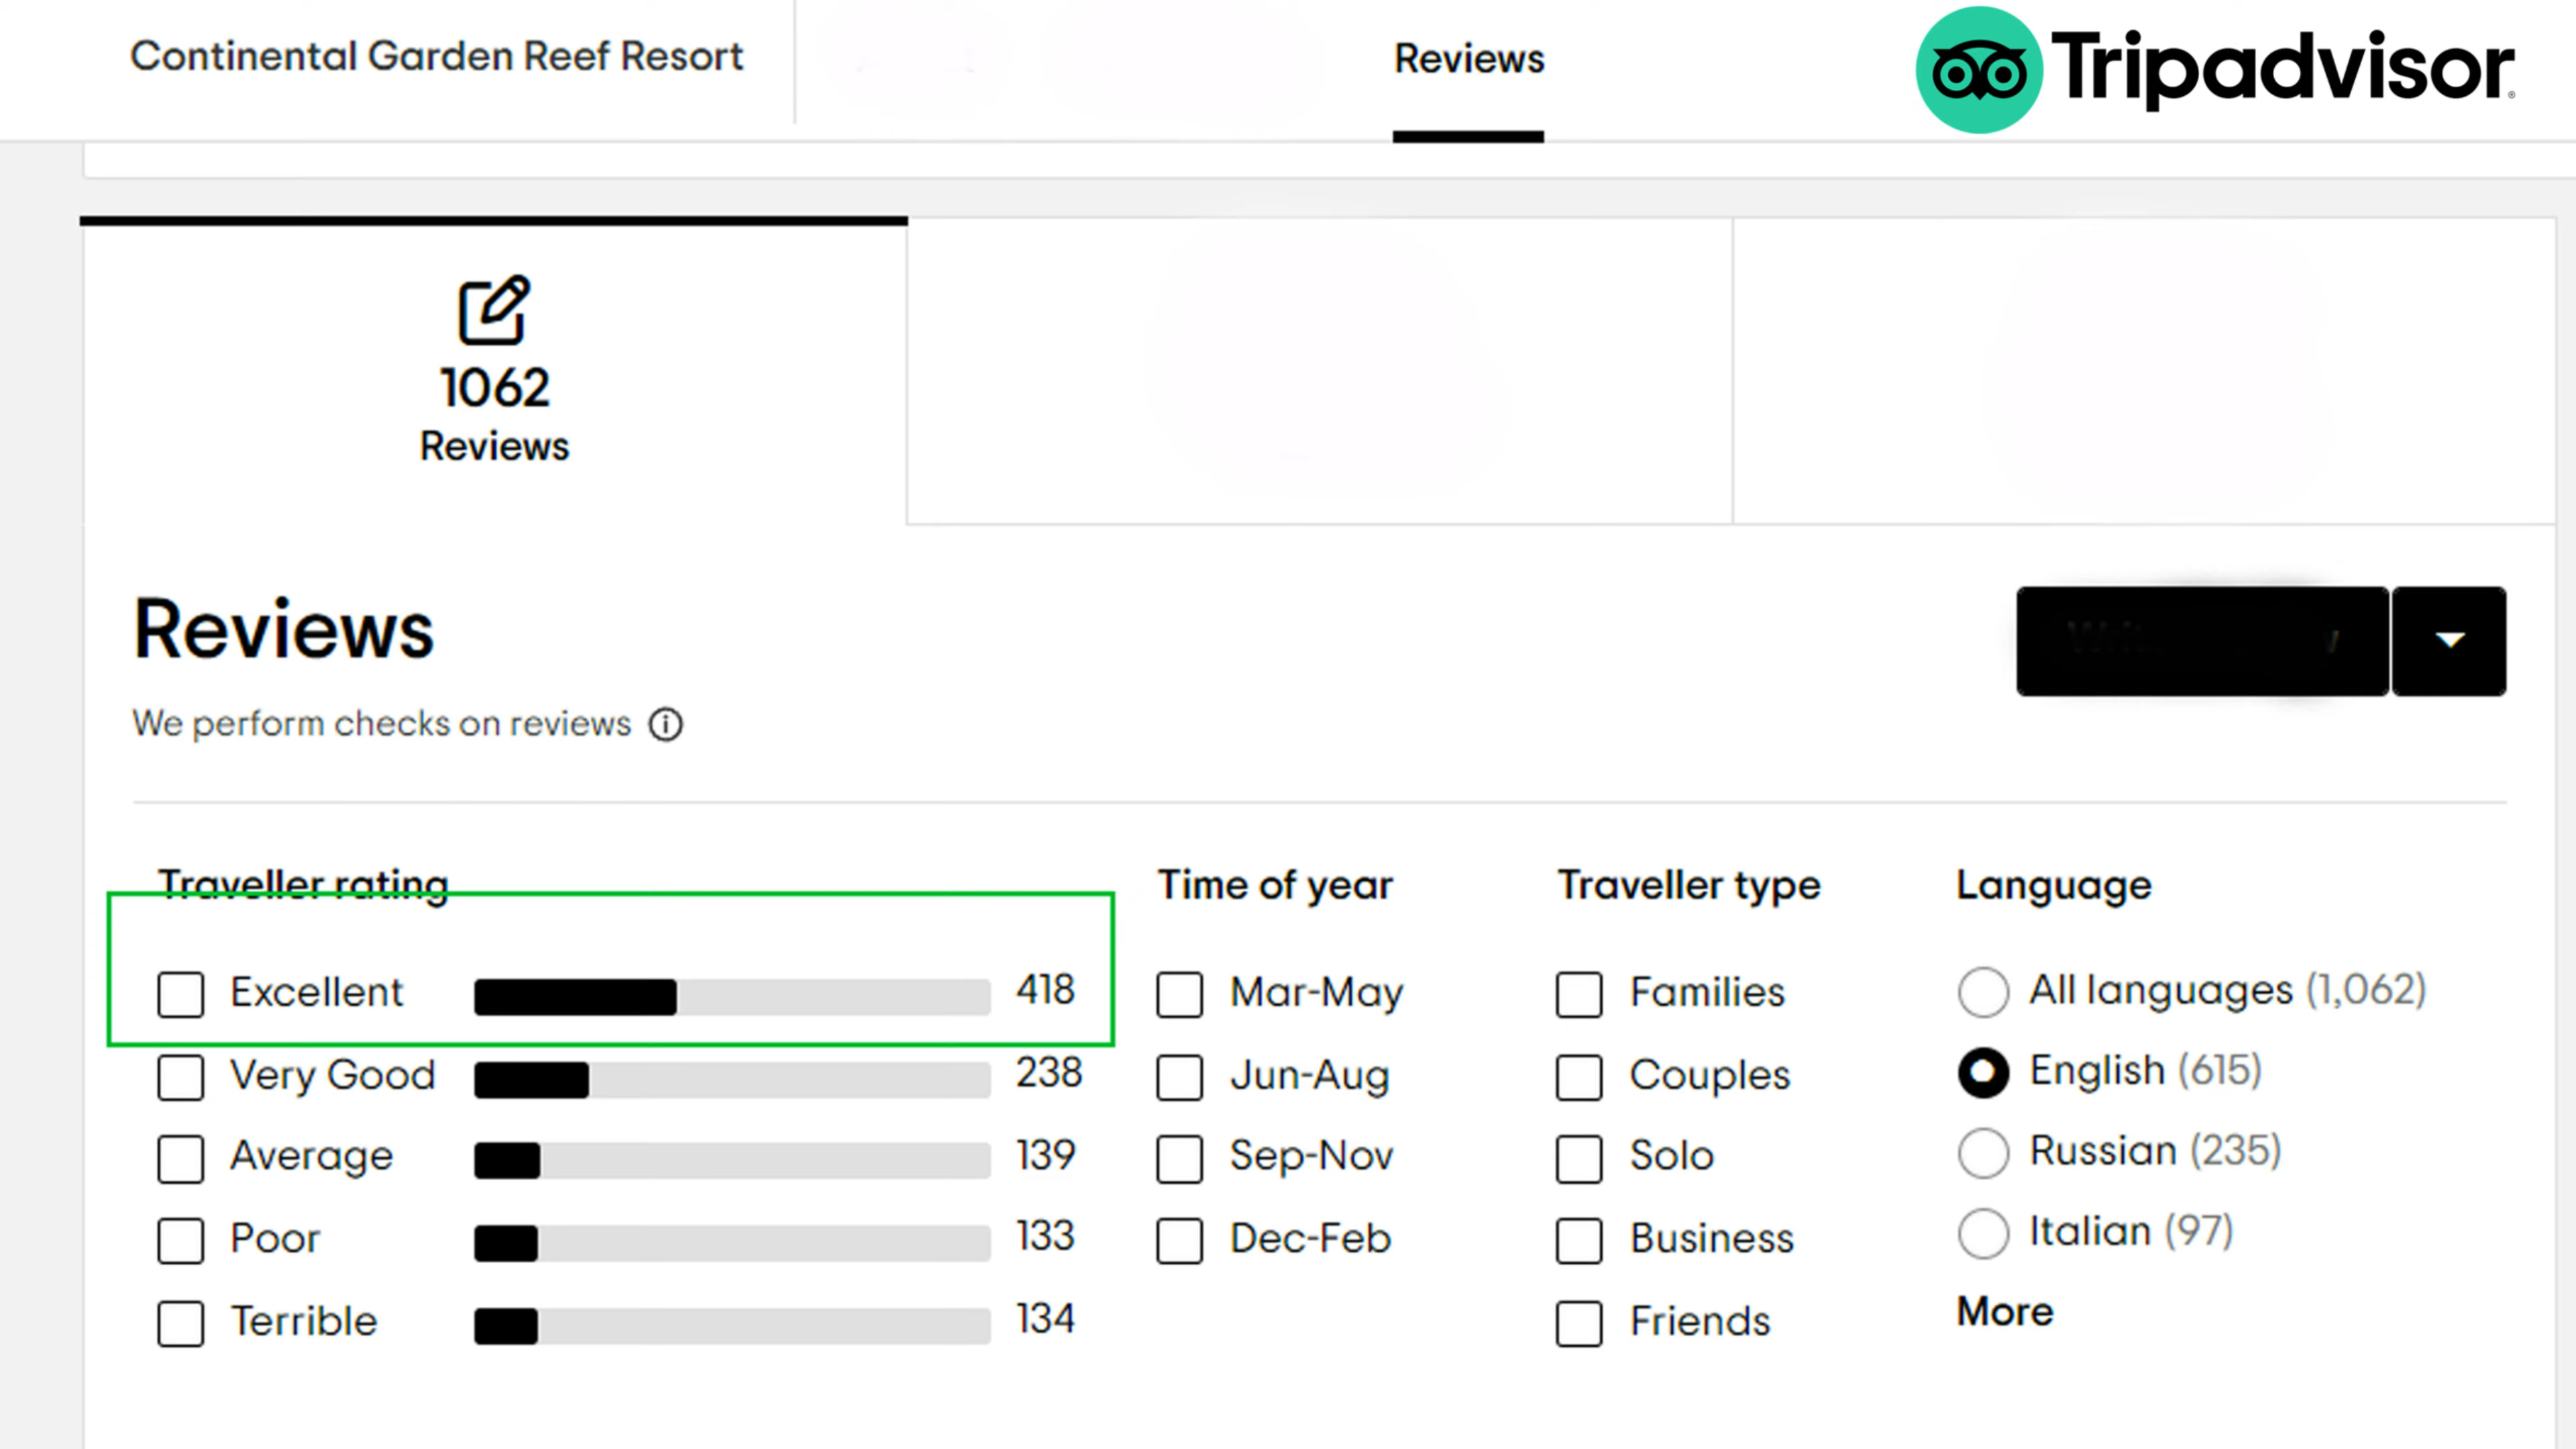 Continental Garden Reef Resort
Reviews
Tripadvisor
1062
Reviews
Reviews
We perform checks on reviews
Traveller rating
Excellent 418
Very Good 238
Average 139
Poor 133
Terrible 134
Time of year
Mar-May
Jun-Aug
Sep-Nov
Dec-Feb
Traveller type
Families
Couples
Solo
Business
Friends
Language
All languages (1,062)
English (615)
Russian (235)
Italian (97)
More